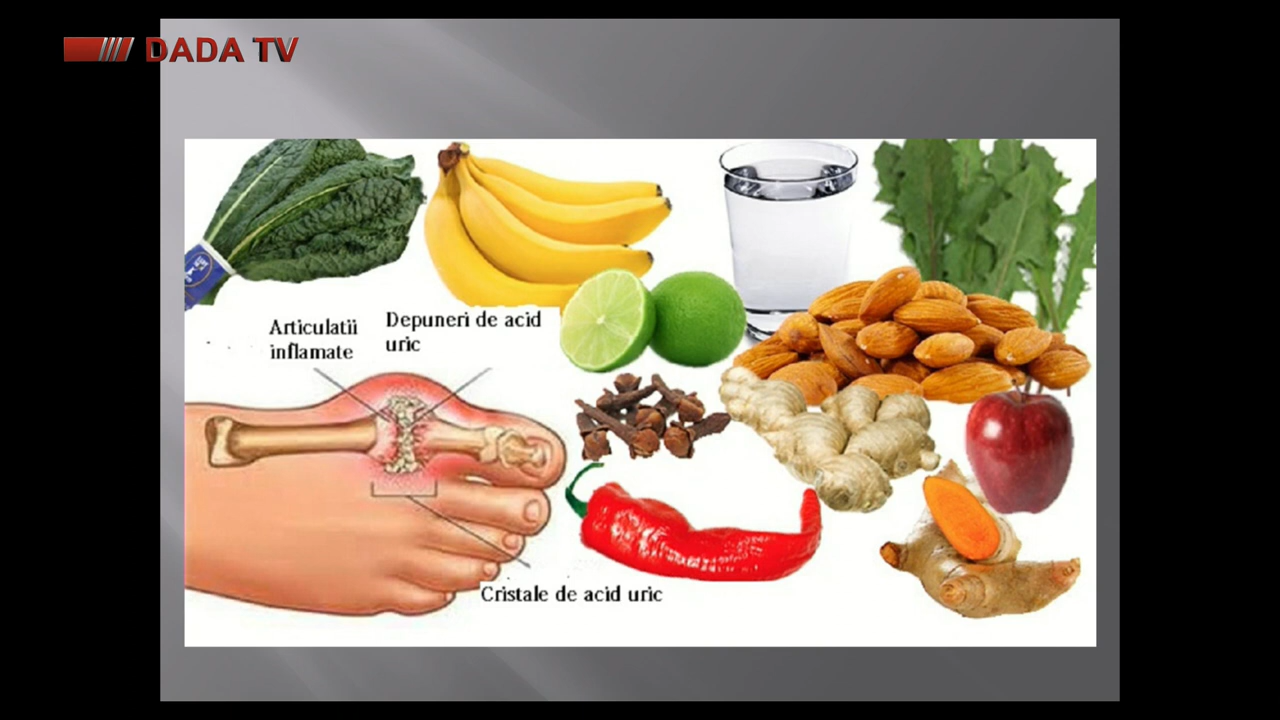 DADA TV
Articulatii
inflamate
Depuneri de acid
uric
Cristale de acid uric